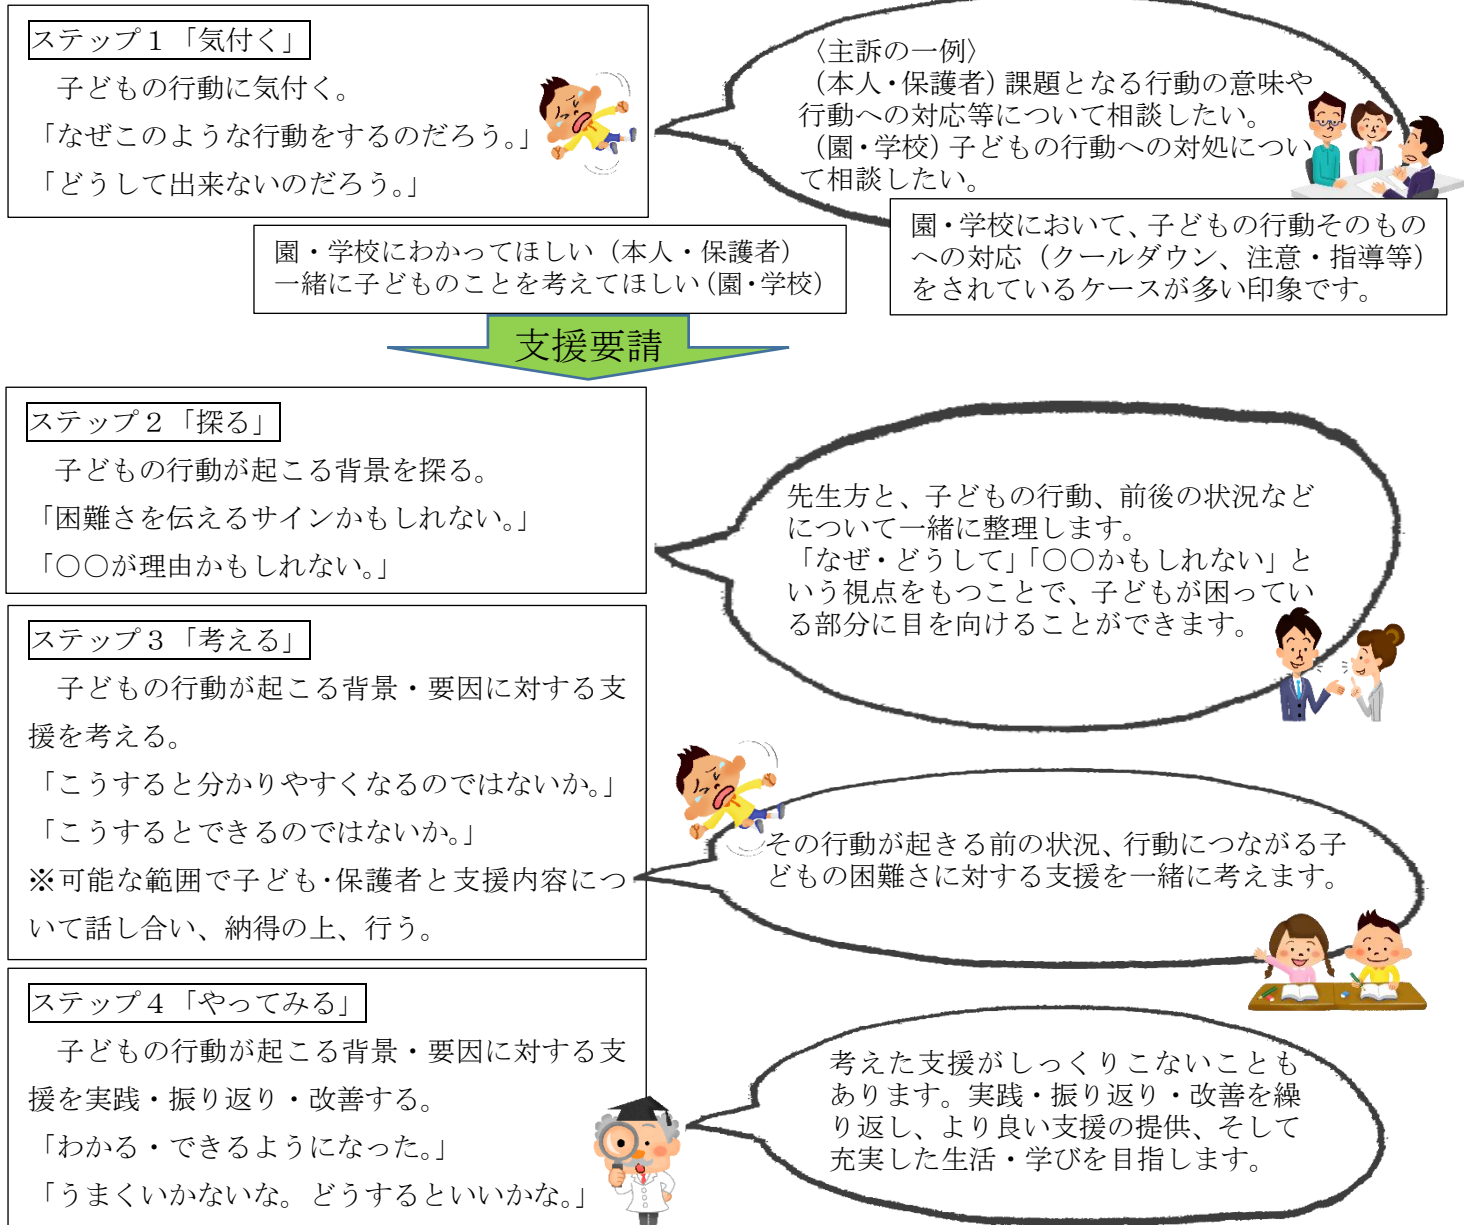 ステップ１「気付く」
子どもの行動に気付く。
「なぜこのような行動をするのだろう。」
「どうして出来ないのだろう。」
〈主訴の一例〉
（本人・保護者）課題となる行動の意味や
行動への対応等について相談したい。
（園・学校）子どもの行動への対処につい
て相談したい。
園・学校において、子どもの行動そのもの
への対応（クールダウン、注意・指導等）
をされているケースが多い印象です。
園・学校にわかってほしい（本人・保護者）
一緒に子どものことを考えてほしい（園・学校）
支援要請
ステップ２「探る」
子どもの行動が起こる背景を探る。
「困難さを伝えるサインかもしれない。」
「○○が理由かもしれない。」
先生方と、子どもの行動、前後の状況など
について一緒に整理します。
「なぜ・どうして」「○○かもしれない」と
いう視点をもつことで、子どもが困ってい
る部分に目を向けることができます。
ステップ３「考える」
子どもの行動が起こる背景・要因に対する支
援を考える。
「こうすると分かりやすくなるのではないか。」
「こうするとできるのではないか。」
※可能な範囲で子ども・保護者と支援内容につ
いて話し合い、納得の上、行う。
その行動が起きる前の状況、行動につながる子
どもの困難さに対する支援を一緒に考えます。
ステップ４「やってみる」
子どもの行動が起こる背景・要因に対する支
援を実践・振り返り・改善する。
「わかる・できるようになった。」
「うまくいかないな。どうするといいかな。」
考えた支援がしっくりこないことも
あります。実践・振り返り・改善を繰
り返し、より良い支援の提供、そして
充実した生活・学びを目指します。